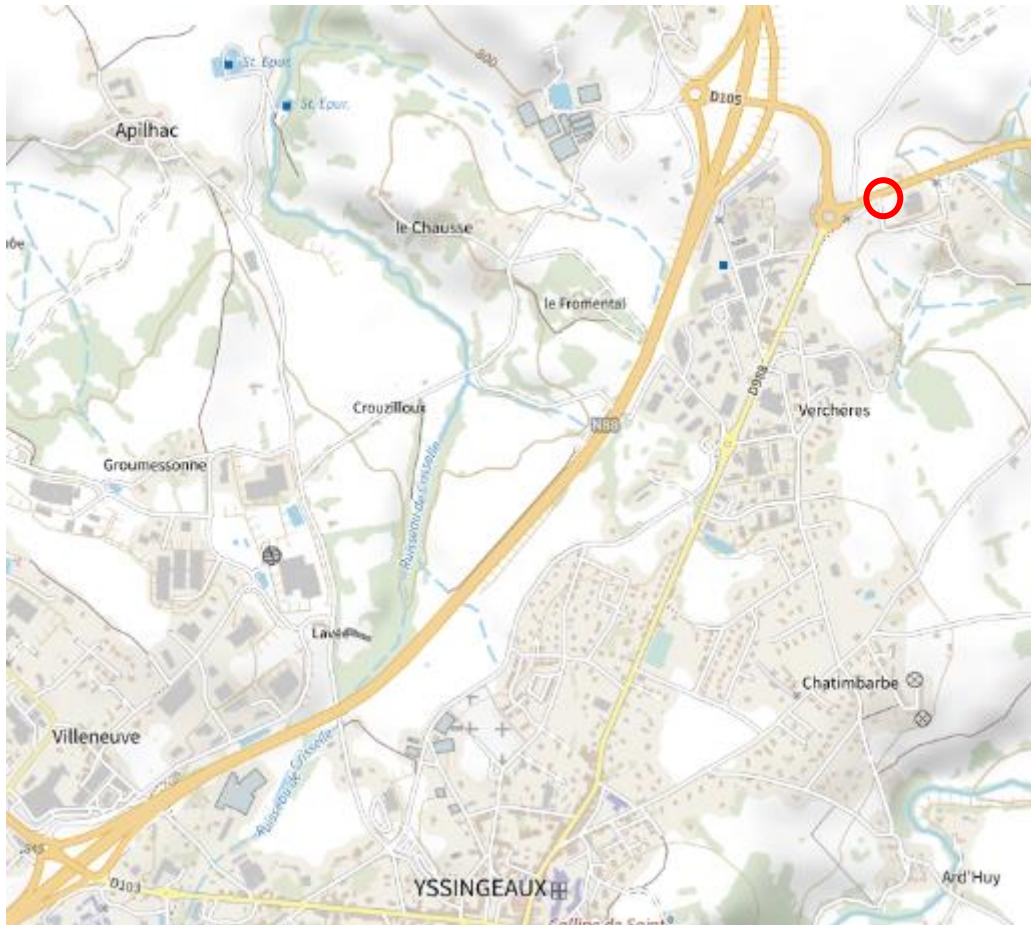 800
St. Epur.
D105
St. Epur.
Apilhac
le Chausse
le Fromental
D988
Crouzilloux
Verchères
N88
Groumessonne
Ruisseau de Crisselle
Lavée
Chatimbarbe
Villeneuve
Ruisseau de Crisselle
D103
YSSINGEAUX
Ard'Huy